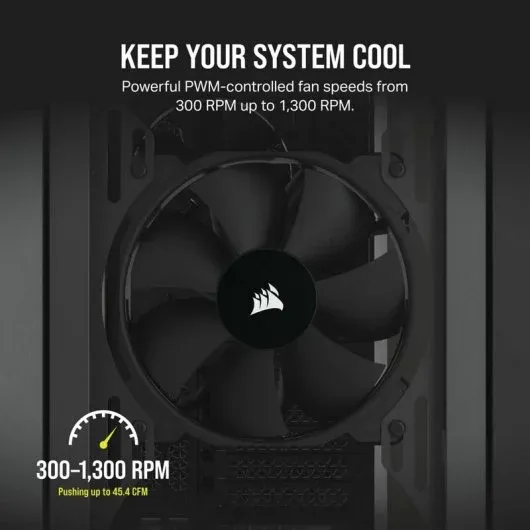 KEEP YOUR SYSTEM COOL
Powerful PWM-controlled fan speeds from
300 RPM up to 1,300 RPM.
300–1,300 RPM
Pushing up to 45.4 CFM